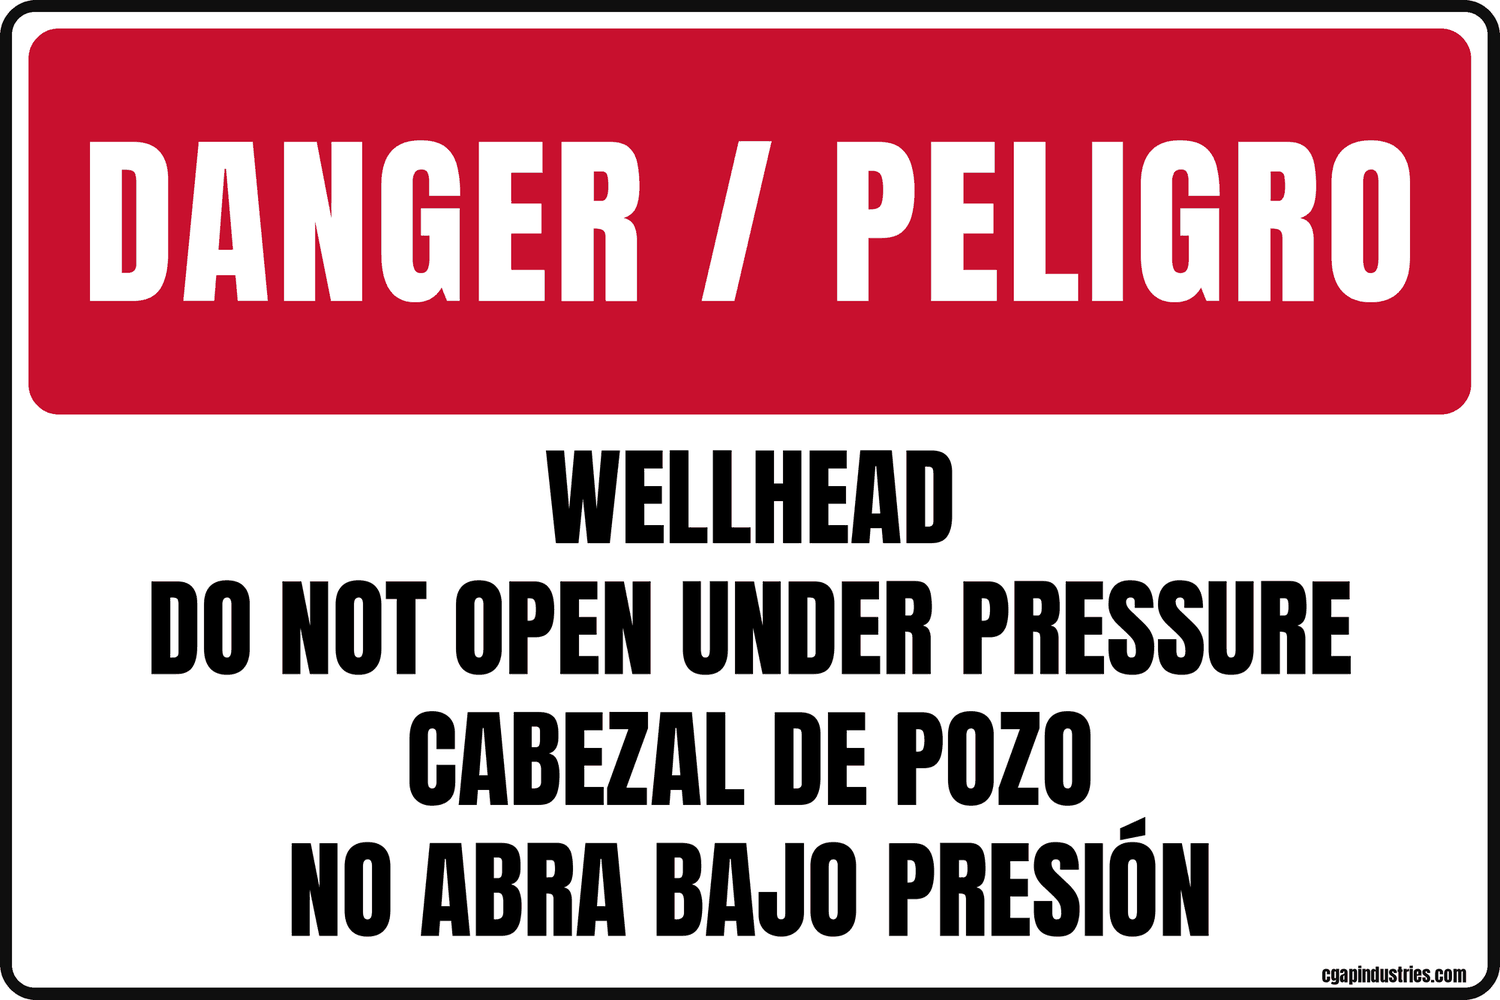 DANGER / PELIGRO
WELLHEAD
DO NOT OPEN UNDER PRESSURE
CABEZAL DE POZO
NO ABRA BAJO PRESIÓN
cgapindustries.com